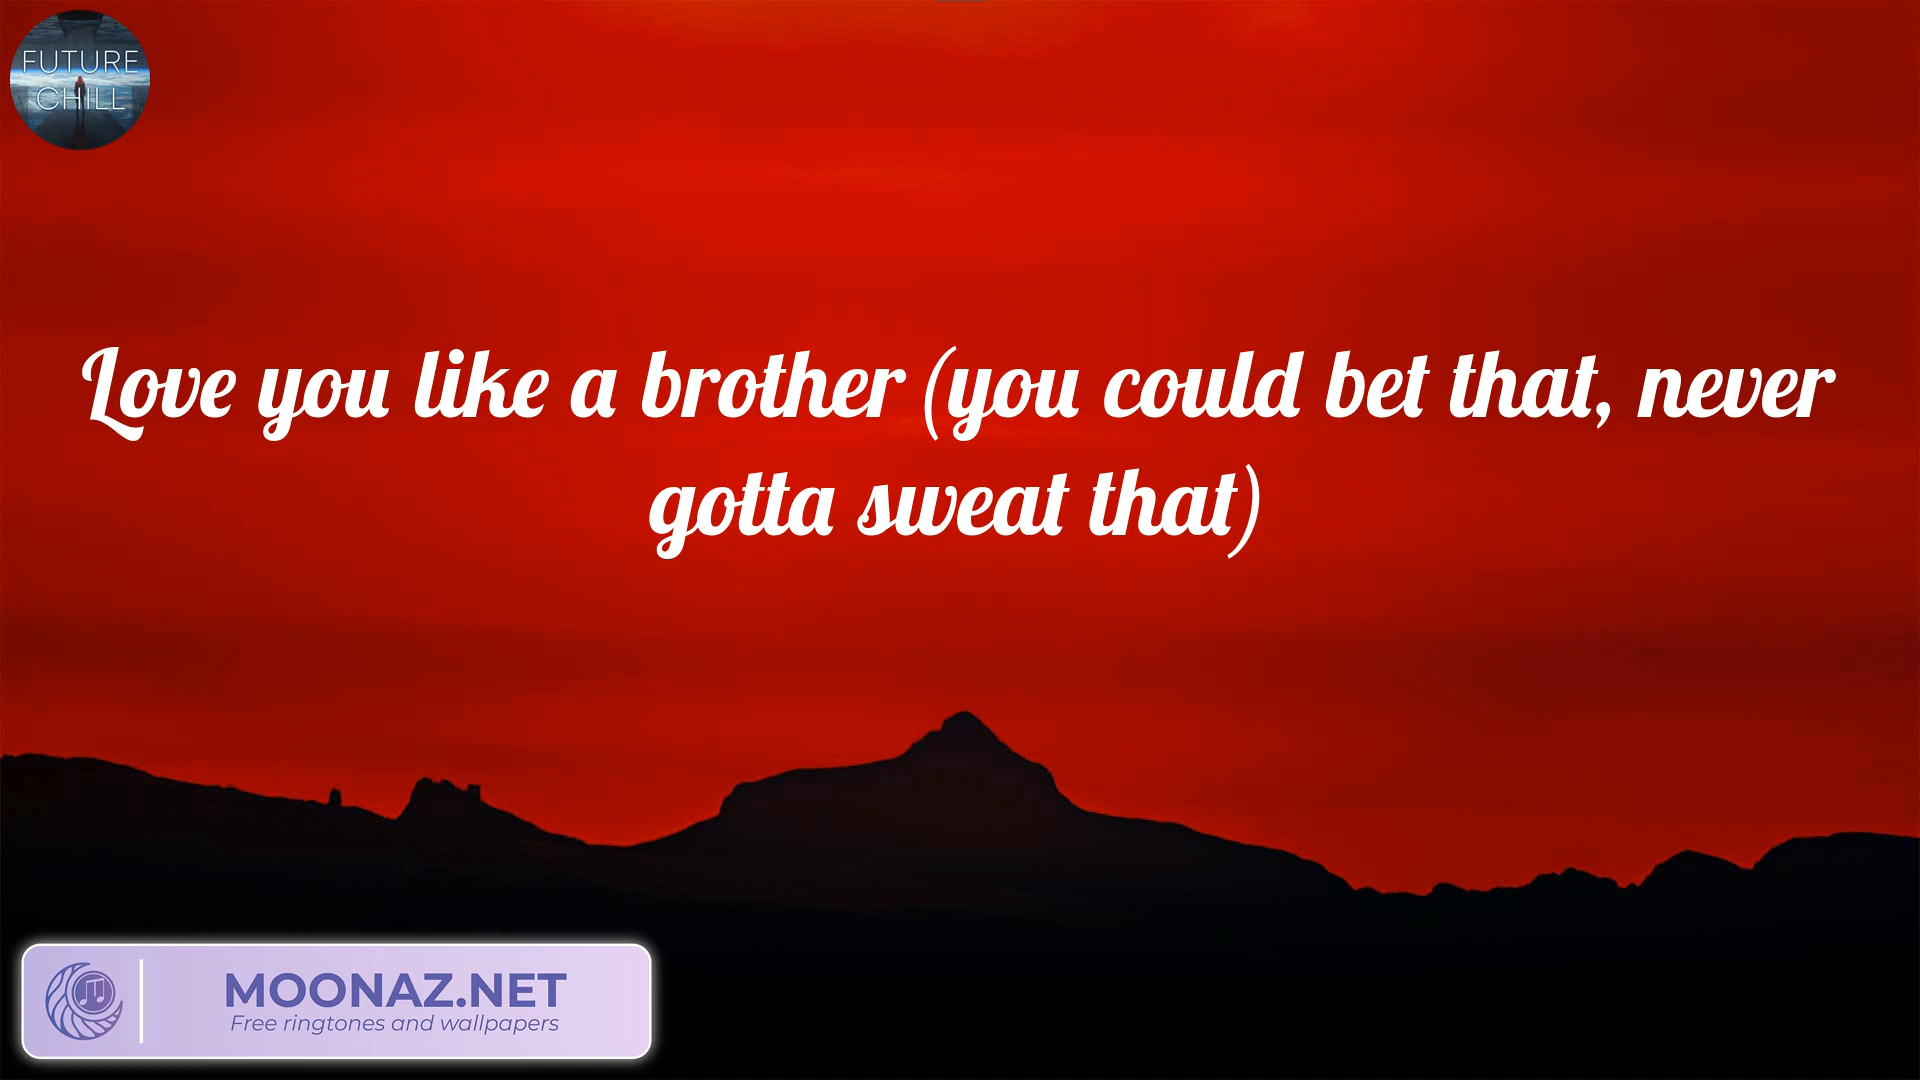 FUTURE
CHILL
Love you like a brother (you could bet that, never
gotta sweat that)
MOONAZ.NET
Free ringtones and wallpapers